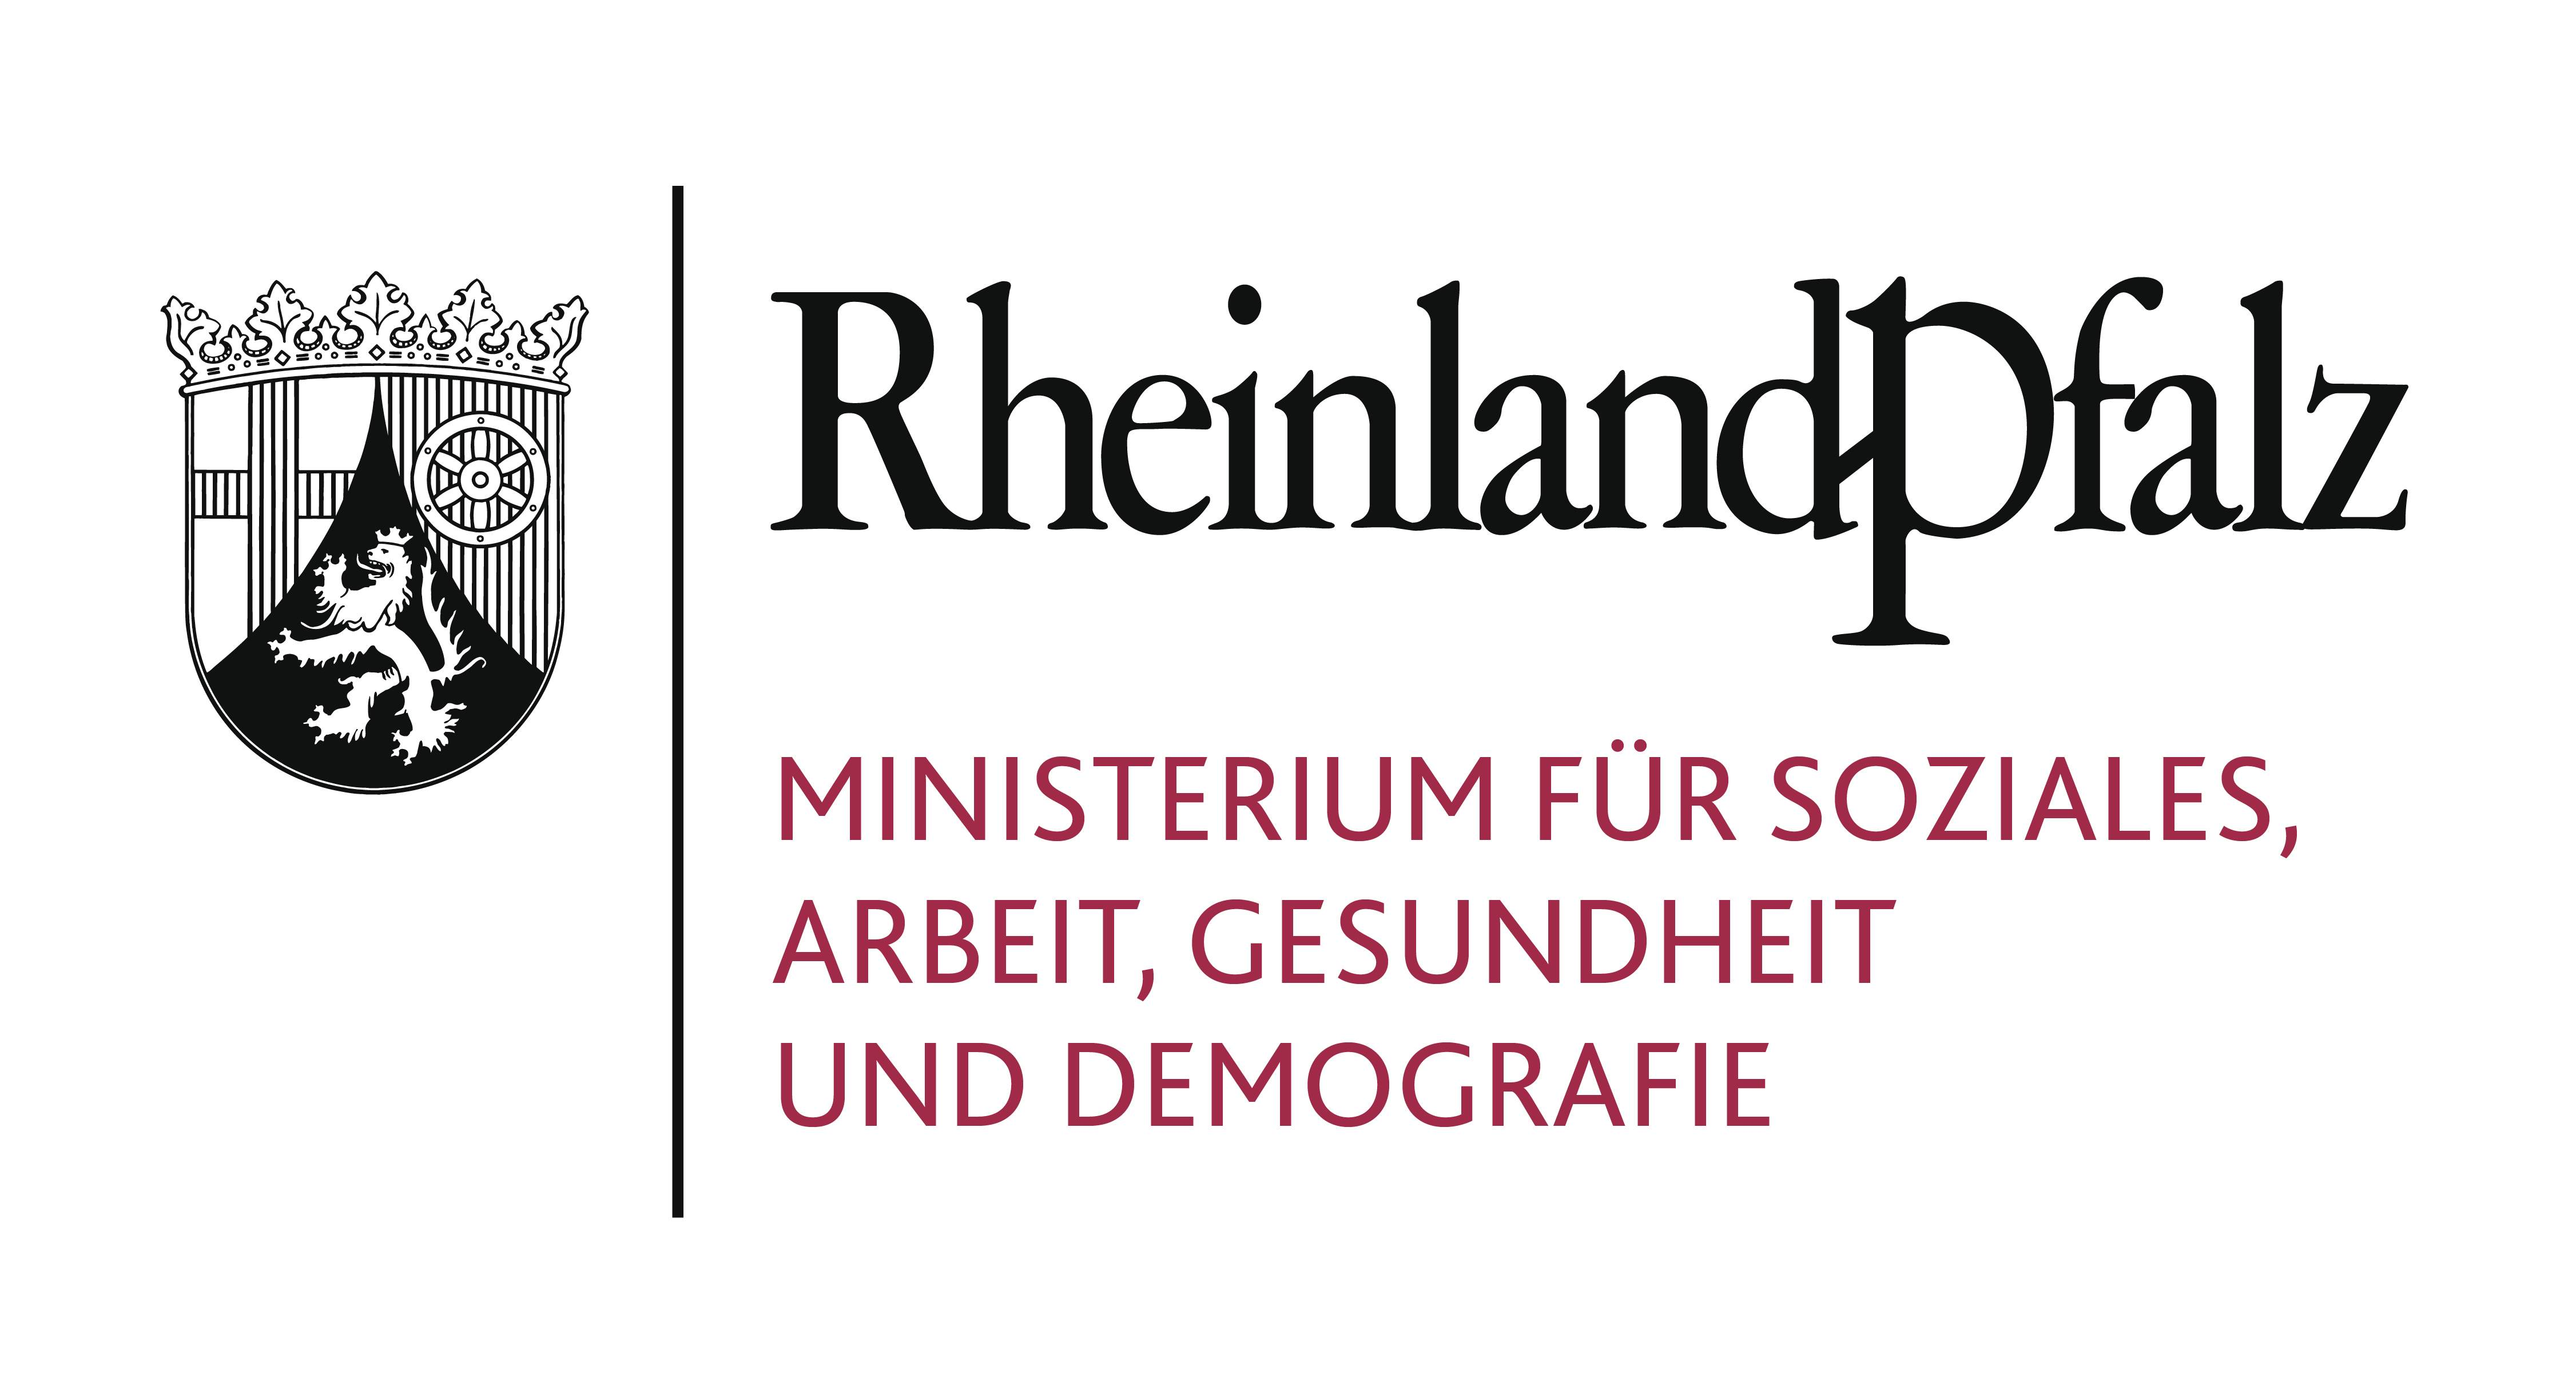 RheinlandPfalz
MINISTERIUM FÜR SOZIALES,
ARBEIT, GESUNDHEIT
UND DEMOGRAFIE